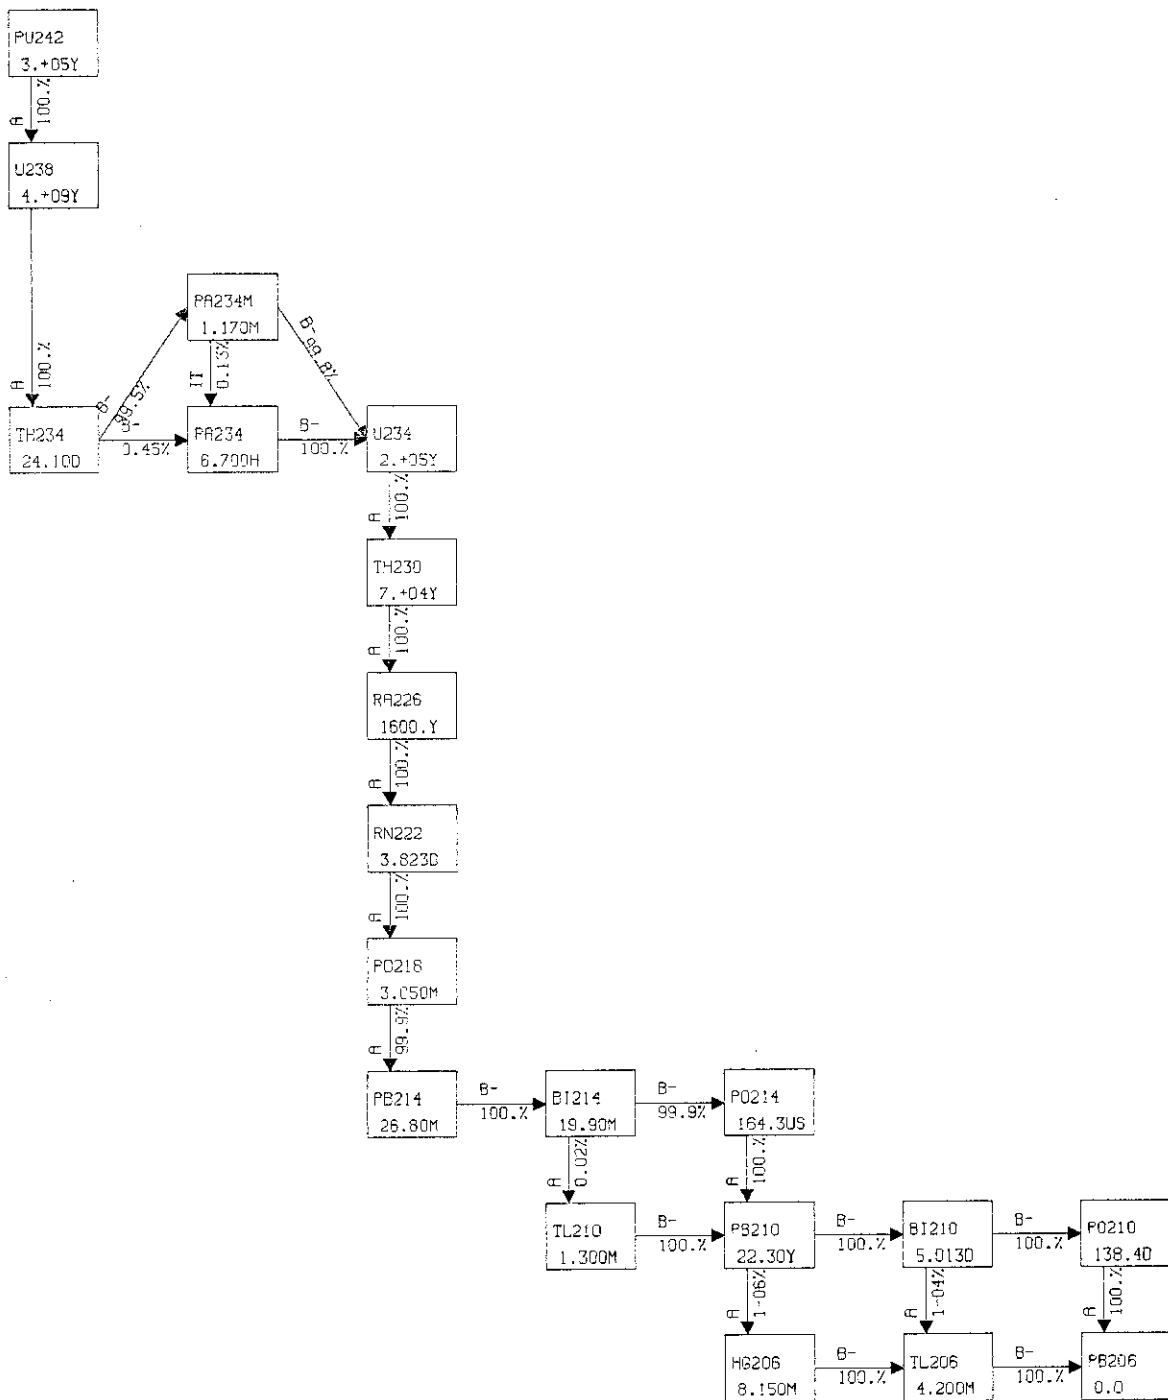 PU242
3.+05Y
A
100.%
U238
4.+09Y
A
100.%
PA234M
1.170M
B-
99.5%
IT
0.13%
B-
99.8%
TH234
24.10D
B-
0.45%
PA234
6.700H
B-
100.%
U234
2.+05Y
A
100.%
TH230
7.+04Y
A
100.%
RA226
1600.Y
A
100.%
RN222
3.823D
A
100.%
PO218
3.050M
A
99.9%
PB214
26.80M
B-
100.%
BI214
19.90M
B-
99.9%
PO214
164.3US
A
0.02%
A
100.%
TL210
1.300M
B-
100.%
PB210
22.30Y
B-
100.%
BI210
5.013D
B-
100.%
PO210
138.4D
A
1-06%
A
1-04%
A
100.%
HG206
8.150M
B-
100.%
TL206
4.200M
B-
100.%
PB206
0.0